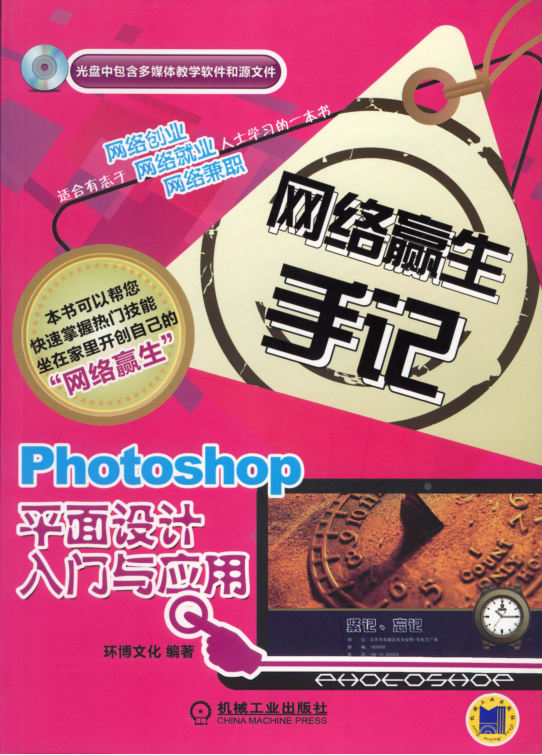 光盘中包含多媒体教学软件和源文件
网络创业
适合有志于 网络就业 人士学习的一本书
网络兼职
网络赢生
手记
本书可以帮您
快速掌握热门技能
坐在家里开创自己的
“网络赢生”
Photoshop
平面设计
入门与应用
COUNT
ONLY
紧记、忘记
环博文化 编著
PHOTOSHOP
机械工业出版社
CHINA MACHINE PRESS